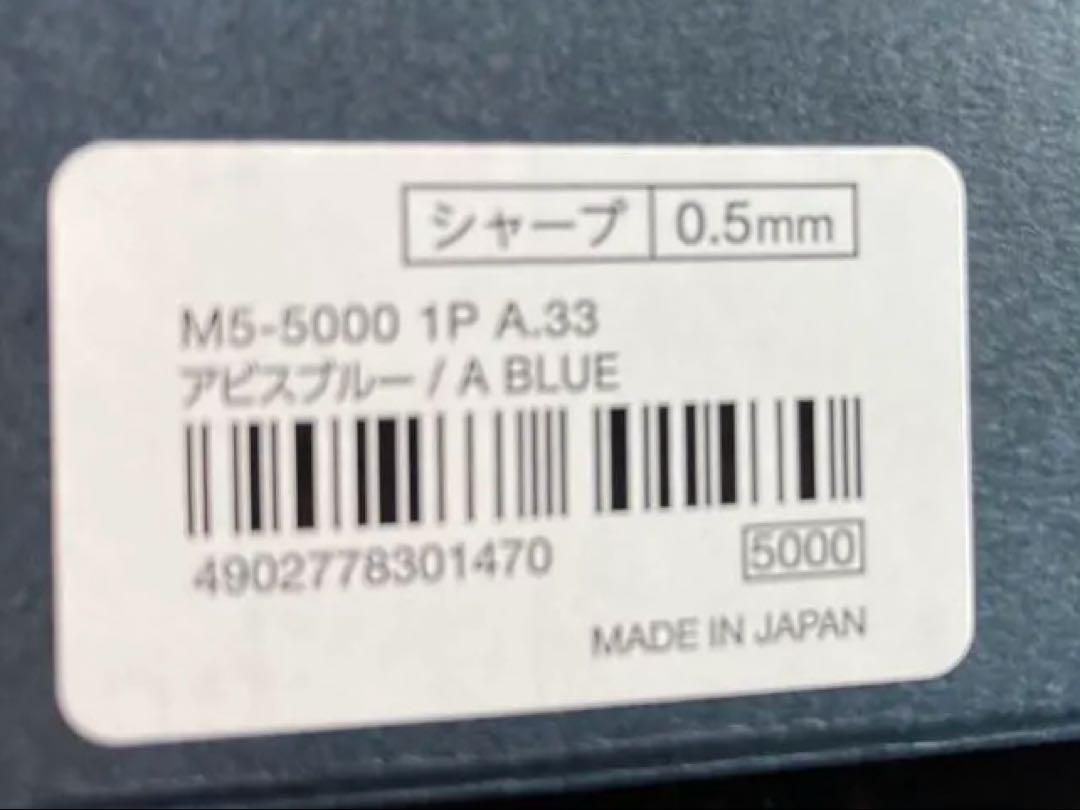 シャープ 0.5mm
M5-5000 1P A.33
アビスブルー / A BLUE
4902778301470 5000
MADE IN JAPAN